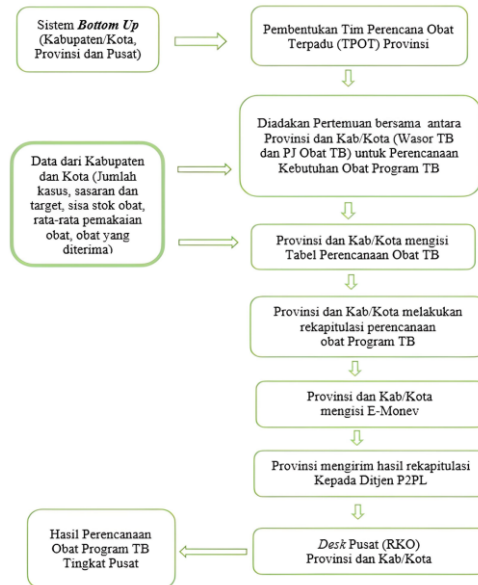 Sistem Bottom Up
(Kabupaten/Kota,
Provinsi dan Pusat)
Pembentukan Tim Perencana Obat
Terpadu (TPOT) Provinsi
Diadakan Pertemuan bersama antara
Provinsi dan Kab/Kota (Wasor TB
dan PJ Obat TB) untuk Perencanaan
Kebutuhan Obat Program TB
Data dari Kabupaten
dan Kota (Jumlah
kasus, sasaran dan
target, sisa stok obat,
rata-rata pemakaian
obat, obat yang
diterima)
Provinsi dan Kab/Kota mengisi
Tabel Perencanaan Obat TB
Provinsi dan Kab/Kota melakukan
rekapitulasi perencanaan
obat Program TB
Provinsi dan Kab/Kota
mengisi E-Monev
Provinsi mengirim hasil rekapitulasi
Kepada Ditjen P2PL
Desk Pusat (RKO)
Provinsi dan Kab/Kota
Hasil Perencanaan
Obat Program TB
Tingkat Pusat